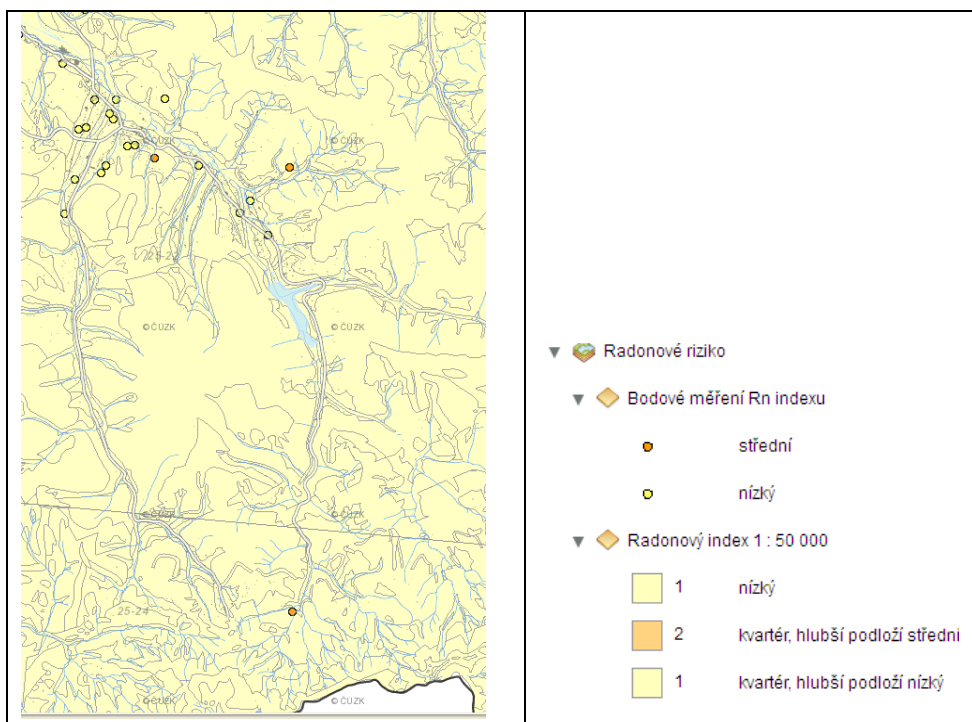 © ČÚZK
© ČÚZK
25-22
© ČÚZK
© ČÚZK
© ČÚZK
© ČÚZK
25-24
© ČÚZK
© ČÚZK
Radonové riziko
Bodové měření Rn indexu
střední
nízký
Radonový index 1 : 50 000
1 nízký
2 kvartér, hlubší podloží střední
1 kvartér, hlubší podloží nízký